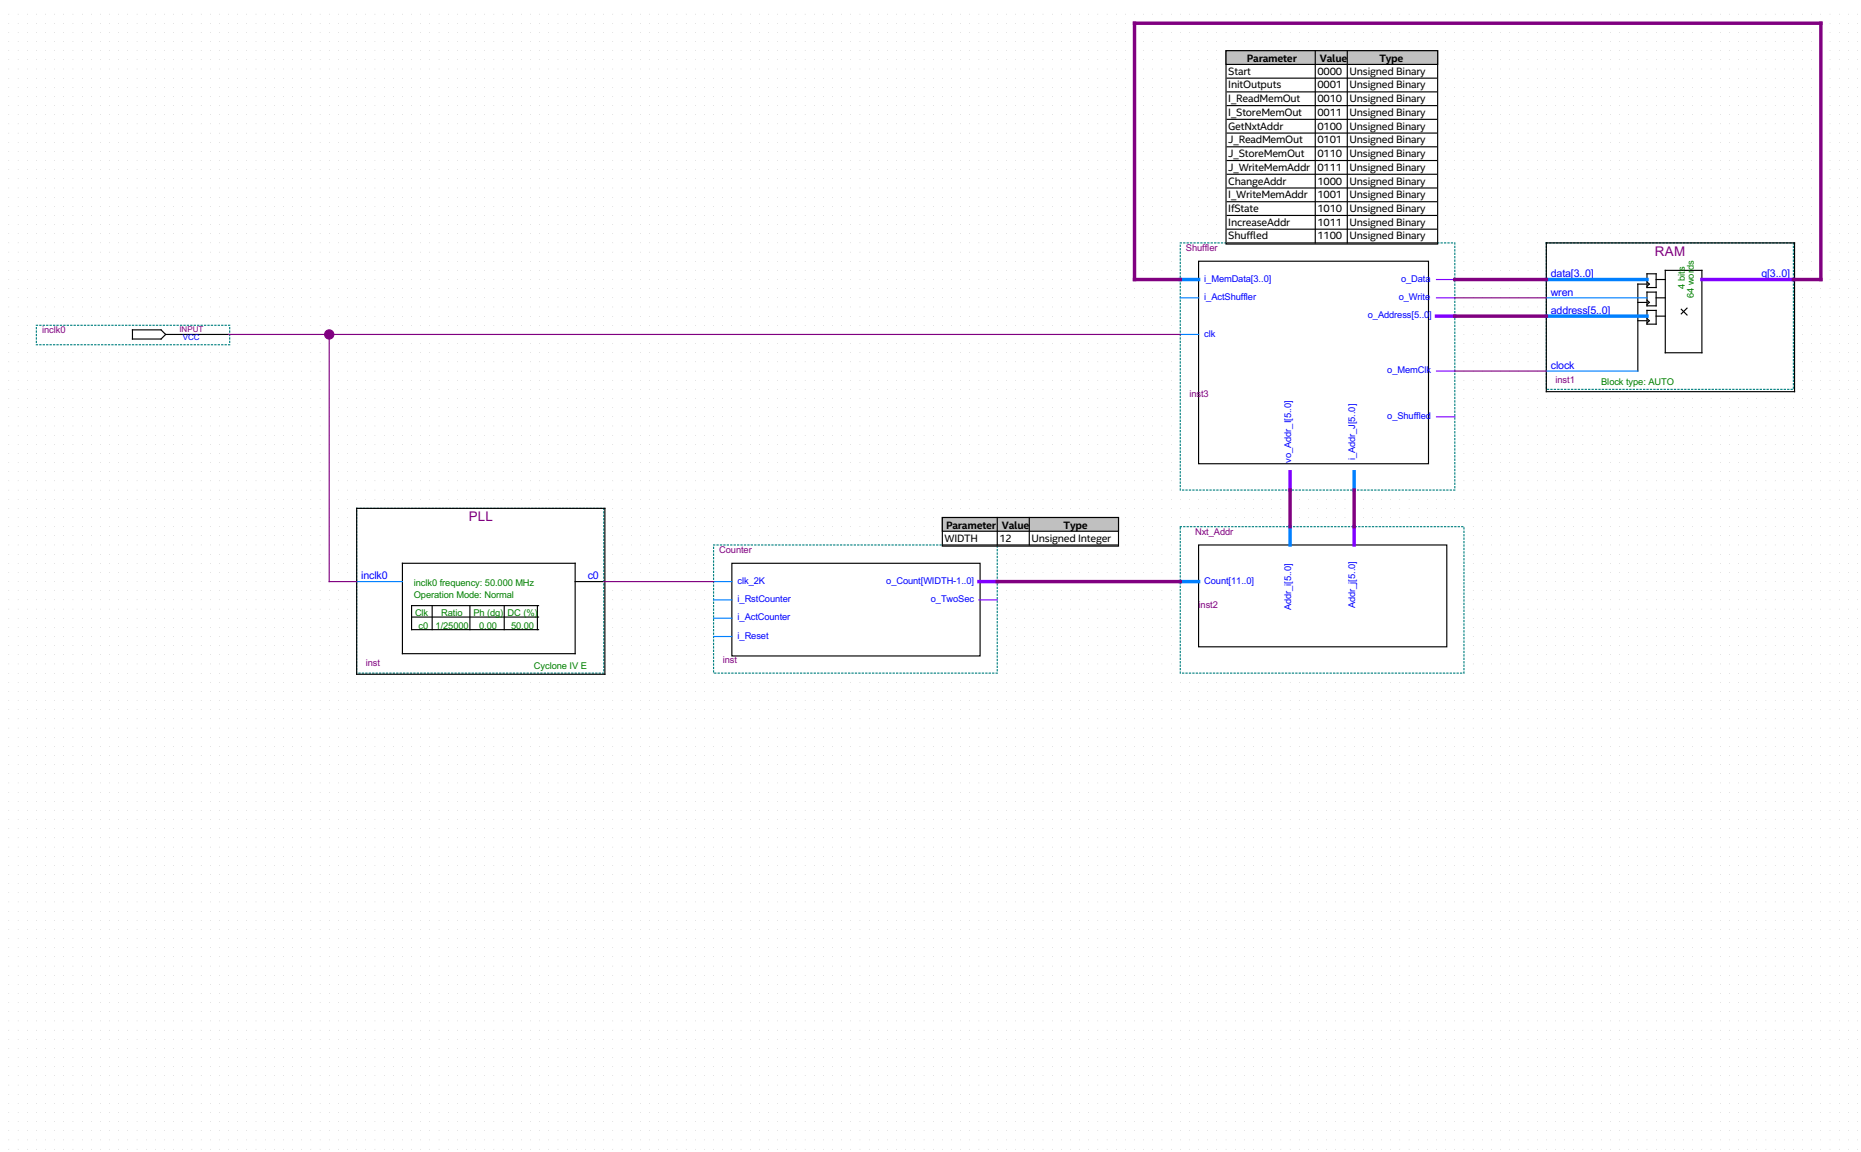 Parameter Value Type
Start 0000 Unsigned Binary
InitOutputs 0001 Unsigned Binary
I_ReadMemOut 0010 Unsigned Binary
I_StoreMemOut 0011 Unsigned Binary
GetNxtAddr 0100 Unsigned Binary
J_ReadMemOut 0101 Unsigned Binary
J_StoreMemOut 0110 Unsigned Binary
J_WriteMemAddr 0111 Unsigned Binary
ChangeAddr 1000 Unsigned Binary
I_WriteMemAddr 1001 Unsigned Binary
IfState 1010 Unsigned Binary
IncreaseAddr 1011 Unsigned Binary
Shuffled 1100 Unsigned Binary
Shuffler
i_MemData[3..0] o_Data
i_ActShuffler o_Write
o_Address[5..0]
clk
o_MemClk
inst3
o_Shuffled
vo_Addr_I[5..0]
i_Addr_J[5..0]
RAM
data[3..0] q[3..0]
wren
address[5..0]
4 bits
64 words
clock
inst1 Block type: AUTO
inclk0 INPUT
VCC
PLL
inclk0 c0
inclk0 frequency: 50.000 MHz
Operation Mode: Normal
Clk Ratio Ph (dg) DC (%)
c0 1/25000 0.00 50.00
inst Cyclone IV E
Parameter Value Type
WIDTH 12 Unsigned Integer
Counter
clk_2K o_Count[WIDTH-1..0]
i_RstCounter o_TwoSec
i_ActCounter
i_Reset
inst
Nxt_Addr
Count[11..0]
Addr_i[5..0]
Addr_j[5..0]
inst2